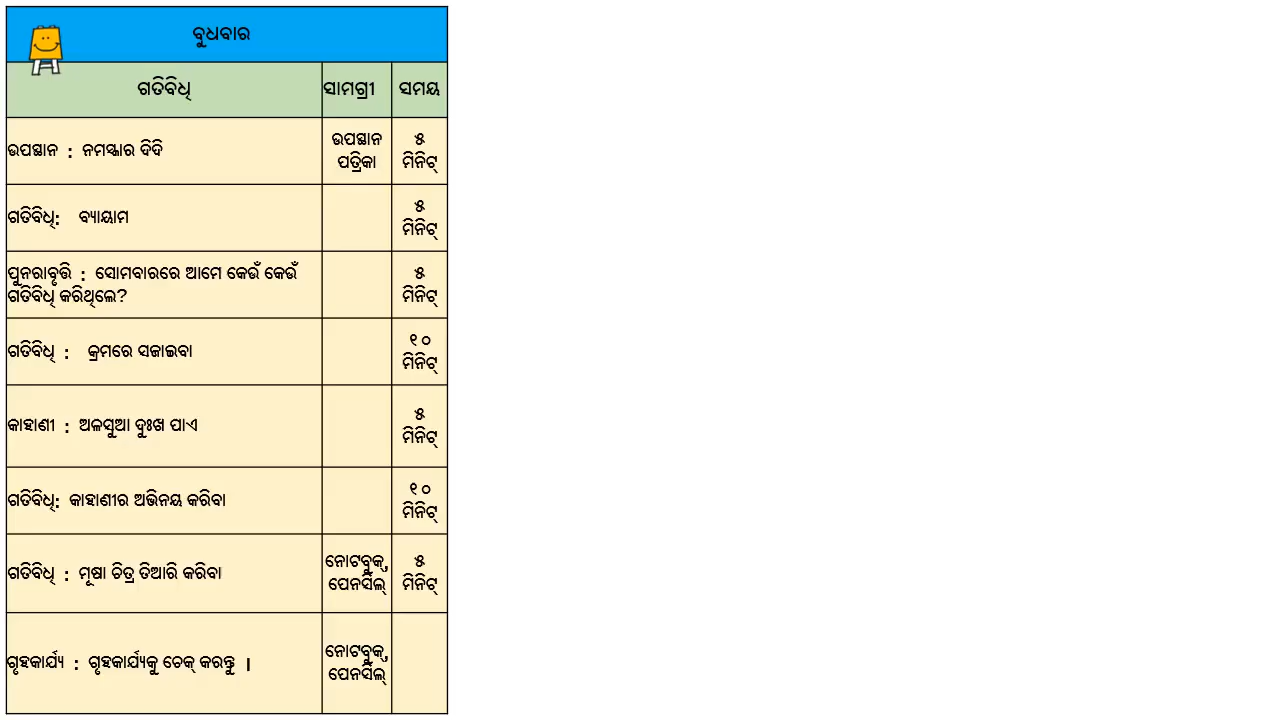 ବୁଧବାର
ଗତିବିଧି ସାମଗ୍ରୀ ସମୟ
ଉପସ୍ଥାନ : ନମସ୍କାର ଦିଦି
ଉପସ୍ଥାନ
ପତ୍ରିକା
୫
ମିନିଟ୍
ଗତିବିଧି: ବ୍ୟାୟାମ
୫
ମିନିଟ୍
ପୁନରାବୃତ୍ତି : ସୋମବାରରେ ଆମେ କେଉଁ କେଉଁ
ଗତିବିଧି କରିଥିଲେ?
୫
ମିନିଟ୍
ଗତିବିଧି : କ୍ରମରେ ସଜାଇବା
୧୦
ମିନିଟ୍
କାହାଣୀ : ଅଳସୁଆ ଦୁଃଖ ପାଏ
୫
ମିନିଟ୍
ଗତିବିଧି: କାହାଣୀର ଅଭିନୟ କରିବା
୧୦
ମିନିଟ୍
ଗତିବିଧି : ମୂଷା ଚିତ୍ର ତିଆରି କରିବା
ନୋଟବୁକ୍,
ପେନସିଲ୍
୫
ମିନିଟ୍
ଗୃହକାର୍ଯ୍ୟ : ଗୃହକାର୍ଯ୍ୟକୁ ଚେକ୍ କରନ୍ତୁ ।
ନୋଟବୁକ୍,
ପେନସିଲ୍